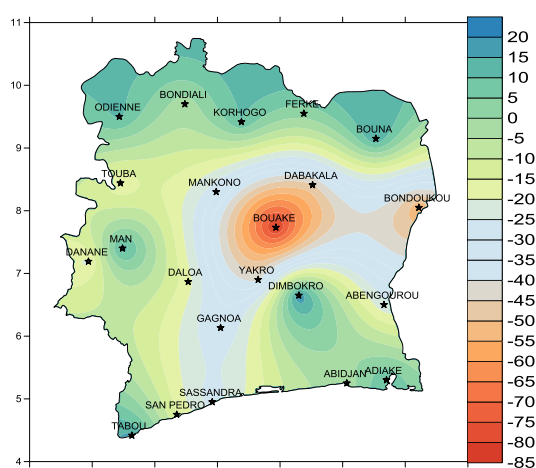 11
10
9
8
7
6
5
4
ODIENNE
BONDIALI
KORHOGO
FERKE
BOUNA
TOUBA
MANKONO
DABAKALA
BONDOUKOU
BOUAKE
MAN
DANANE
DALOA
YAKRO
DIMBOKRO
ABENGOUROU
GAGNOA
ABIDJAN
ADIAKE
SASSANDRA
SAN PEDRO
TABOU
20
15
10
5
0
-5
-10
-15
-20
-25
-30
-35
-40
-45
-50
-55
-60
-65
-70
-75
-80
-85